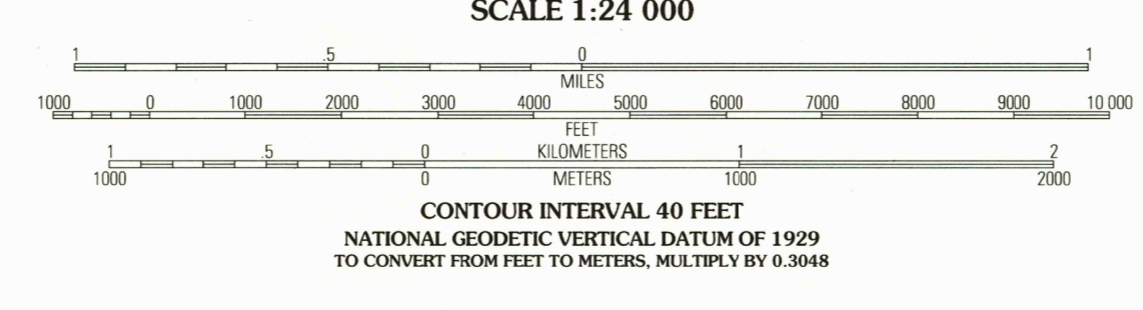 SCALE 1:24 000
1 .5 0 1
MILES
1000 0 1000 2000 3000 4000 5000 6000 7000 8000 9000 10 000
FEET
1 .5 0 KILOMETERS 1 2
1000 0 METERS 1000 2000
CONTOUR INTERVAL 40 FEET
NATIONAL GEODETIC VERTICAL DATUM OF 1929
TO CONVERT FROM FEET TO METERS, MULTIPLY BY 0.3048